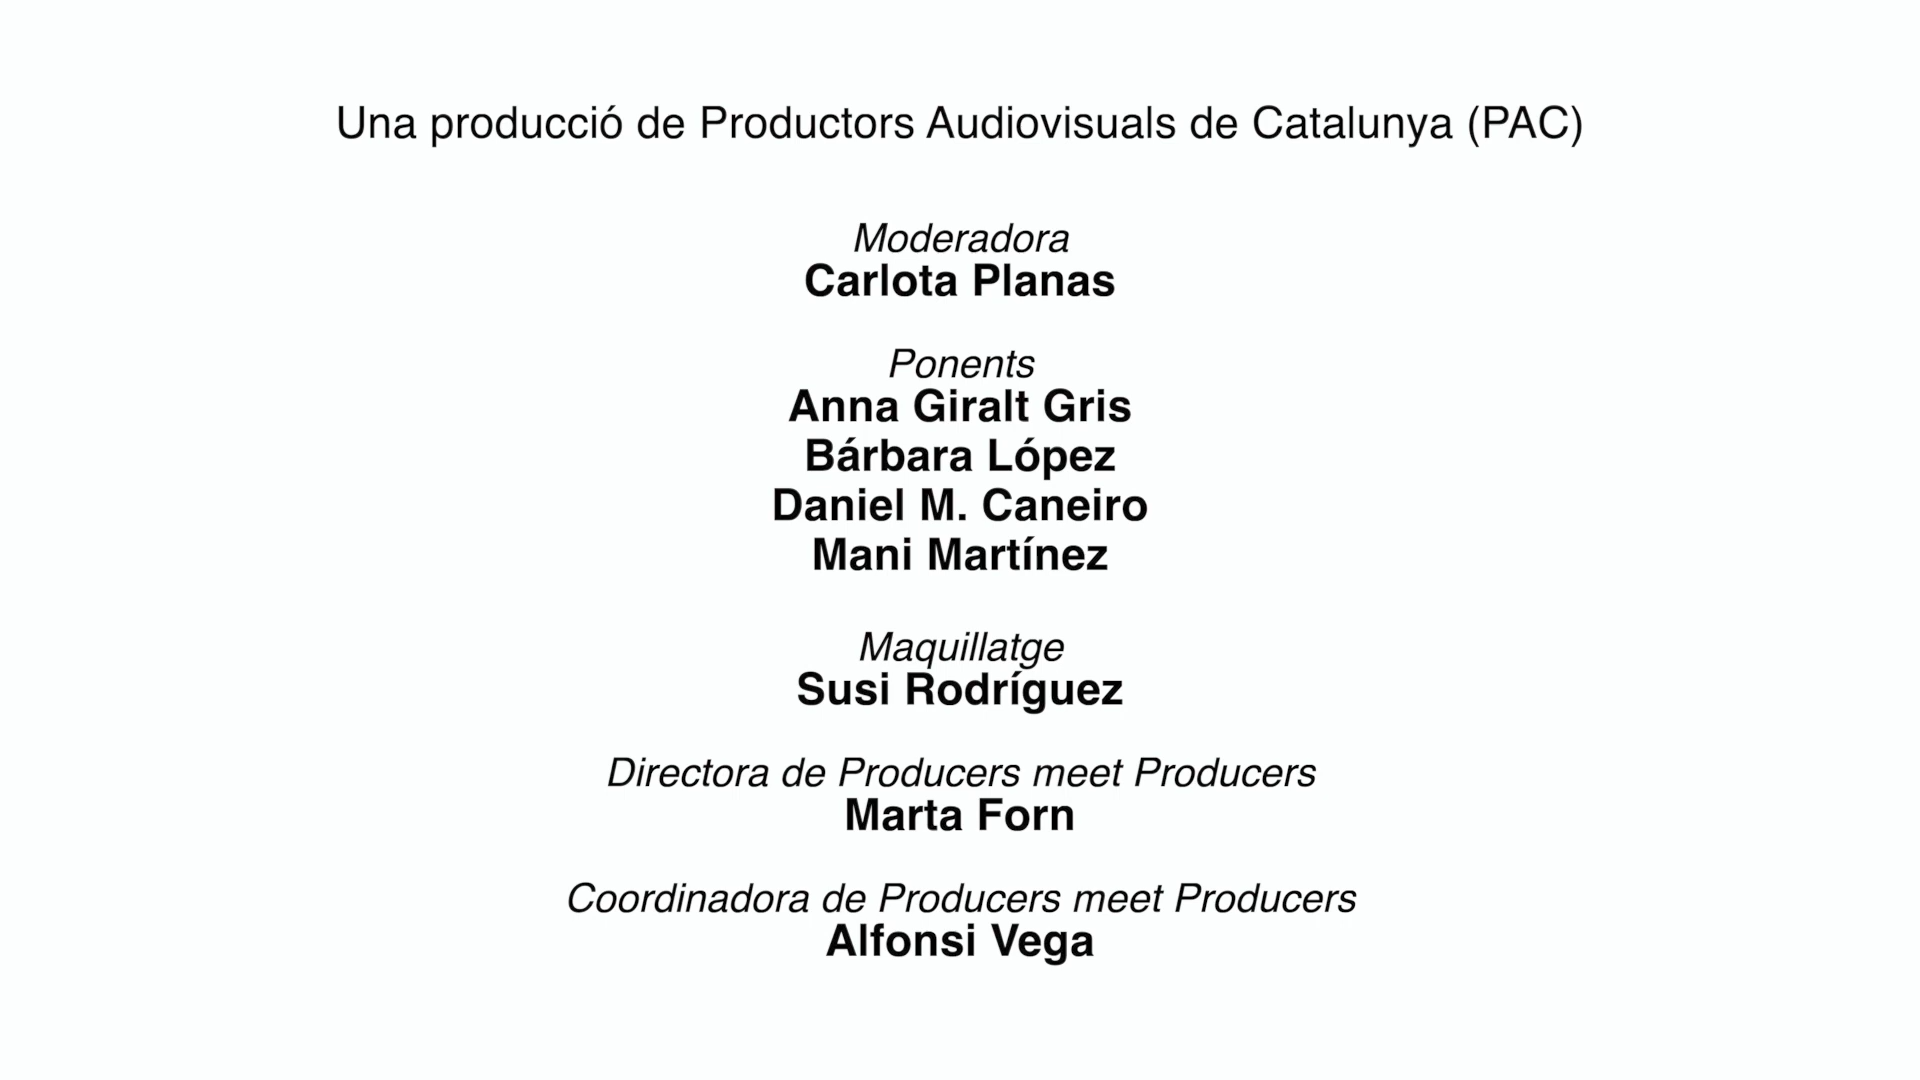 Una producció de Productors Audiovisuals de Catalunya (PAC)
Moderadora
Carlota Planas
Ponents
Anna Giralt Gris
Bárbara López
Daniel M. Caneiro
Mani Martínez
Maquillatge
Susi Rodríguez
Directora de Producers meet Producers
Marta Forn
Coordinadora de Producers meet Producers
Alfonsi Vega